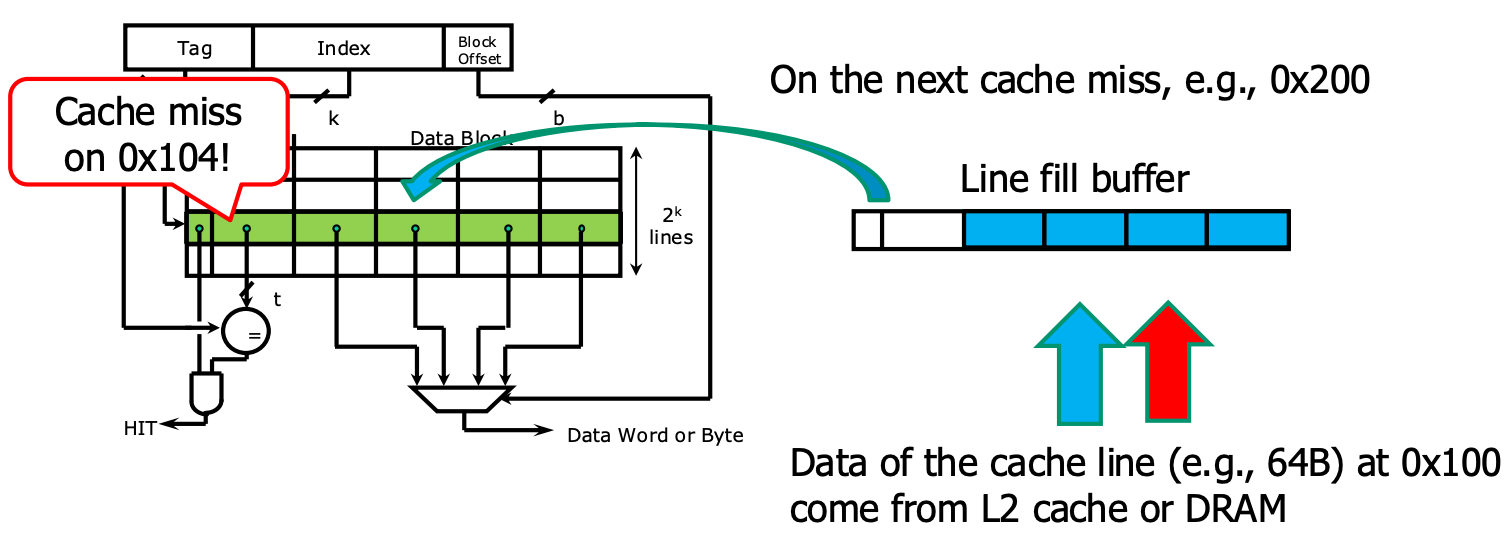 Tag
Index
Block
Offset
Cache miss
on 0x104!
k
b
Data Block
2ᵏ
lines
t
=
HIT
Data Word or Byte
On the next cache miss, e.g., 0x200
Line fill buffer
Data of the cache line (e.g., 64B) at 0x100
come from L2 cache or DRAM